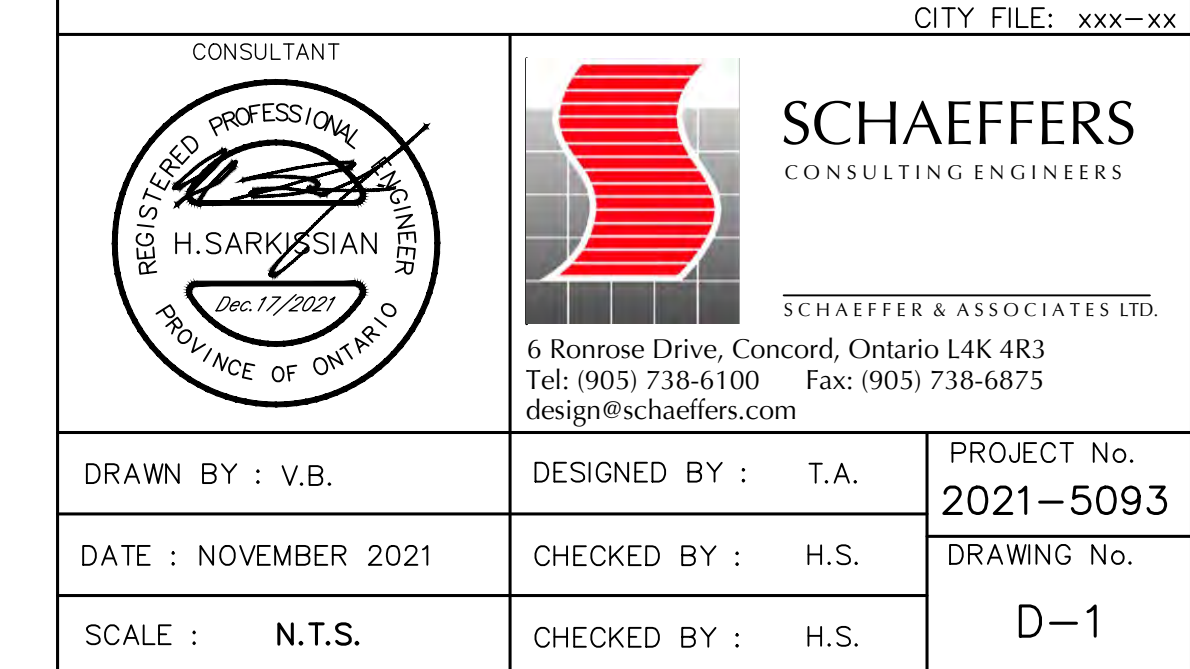 CITY FILE: xxx-xx
CONSULTANT
REGISTERED PROFESSIONAL ENGINEER
H.SARKISSIAN
Dec.17/2021
PROVINCE OF ONTARIO
SCHAEFFERS
CONSULTING ENGINEERS
SCHAEFFER & ASSOCIATES LTD.
6 Ronrose Drive, Concord, Ontario L4K 4R3
Tel: (905) 738-6100 Fax: (905) 738-6875
design@schaeffers.com
DRAWN BY : V.B.
DESIGNED BY : T.A.
PROJECT No.
2021-5093
DATE : NOVEMBER 2021
CHECKED BY : H.S.
DRAWING No.
D-1
SCALE : N.T.S.
CHECKED BY : H.S.